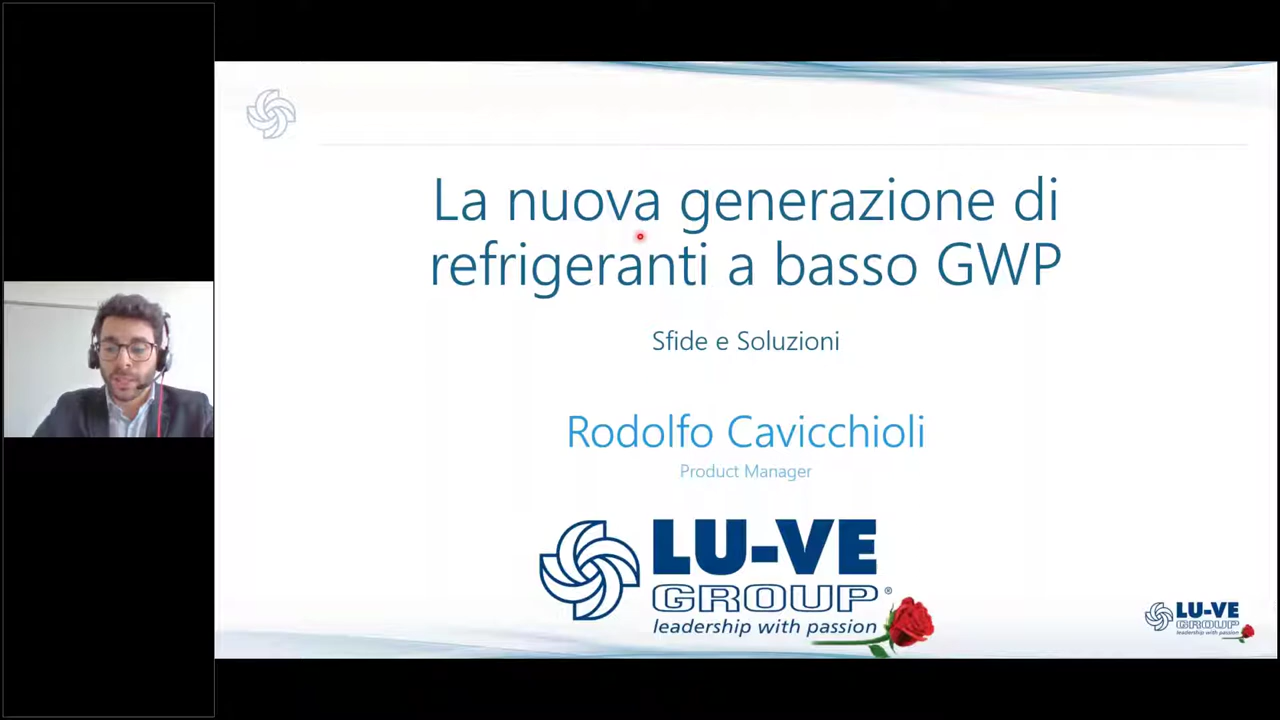 La nuova generazione di
refrigeranti a basso GWP
Sfide e Soluzioni
Rodolfo Cavicchioli
Product Manager
LU-VE
GROUP®
leadership with passion
LU-VE
GROUP
leadership with passion